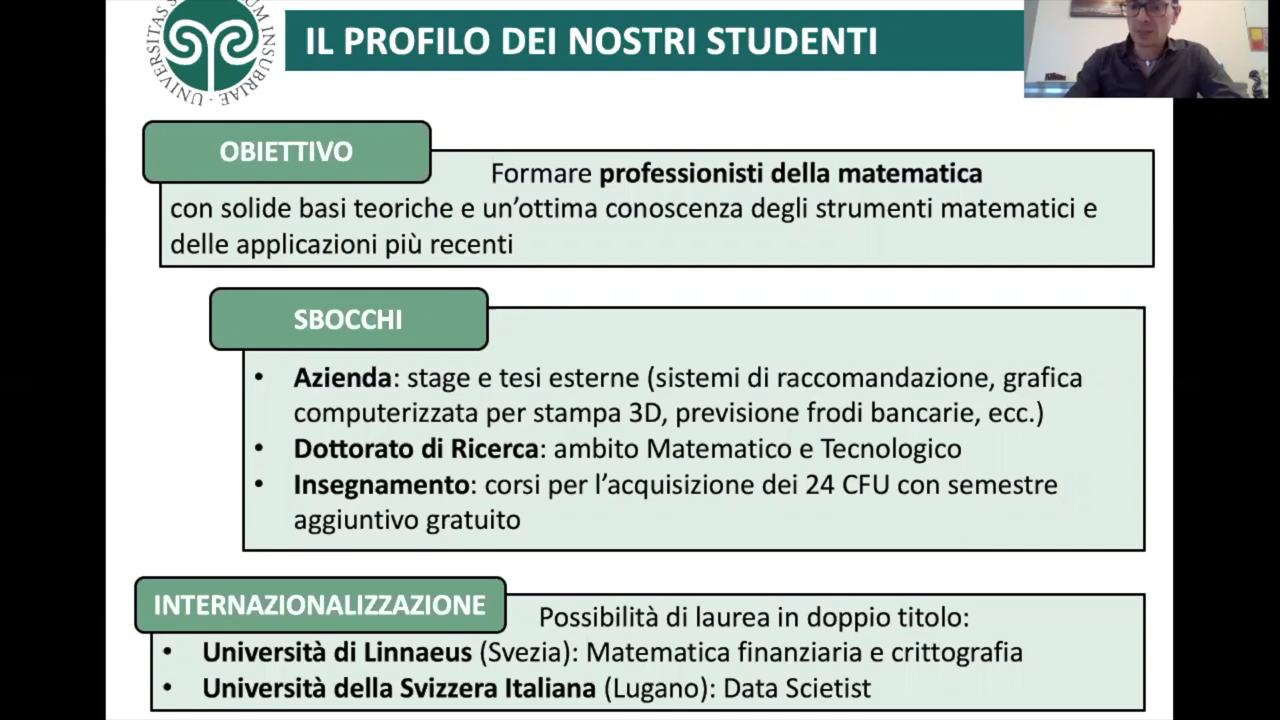 UNIVERSITAS S UM INSUBRIAE
IL PROFILO DEI NOSTRI STUDENTI
OBIETTIVO
Formare professionisti della matematica
con solide basi teoriche e un’ottima conoscenza degli strumenti matematici e
delle applicazioni più recenti
SBOCCHI
• Azienda: stage e tesi esterne (sistemi di raccomandazione, grafica
computerizzata per stampa 3D, previsione frodi bancarie, ecc.)
• Dottorato di Ricerca: ambito Matematico e Tecnologico
• Insegnamento: corsi per l’acquisizione dei 24 CFU con semestre
aggiuntivo gratuito
INTERNAZIONALIZZAZIONE
Possibilità di laurea in doppio titolo:
• Università di Linnaeus (Svezia): Matematica finanziaria e crittografia
• Università della Svizzera Italiana (Lugano): Data Scietist